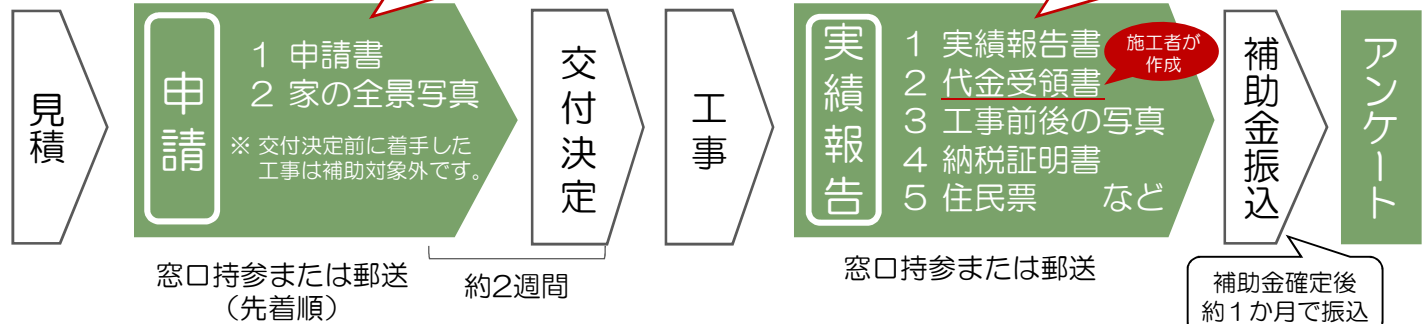 見積
申請
1 申請書
2 家の全景写真
※ 交付決定前に着手した
工事は補助対象外です。
窓口持参または郵送
(先着順)
交付決定
約2週間
工事
実績報告
1 実績報告書
2 代金受領書
3 工事前後の写真
4 納税証明書
5 住民票 など
施工者が
作成
窓口持参または郵送
補助金振込
補助金確定後
約1か月で振込
アンケート